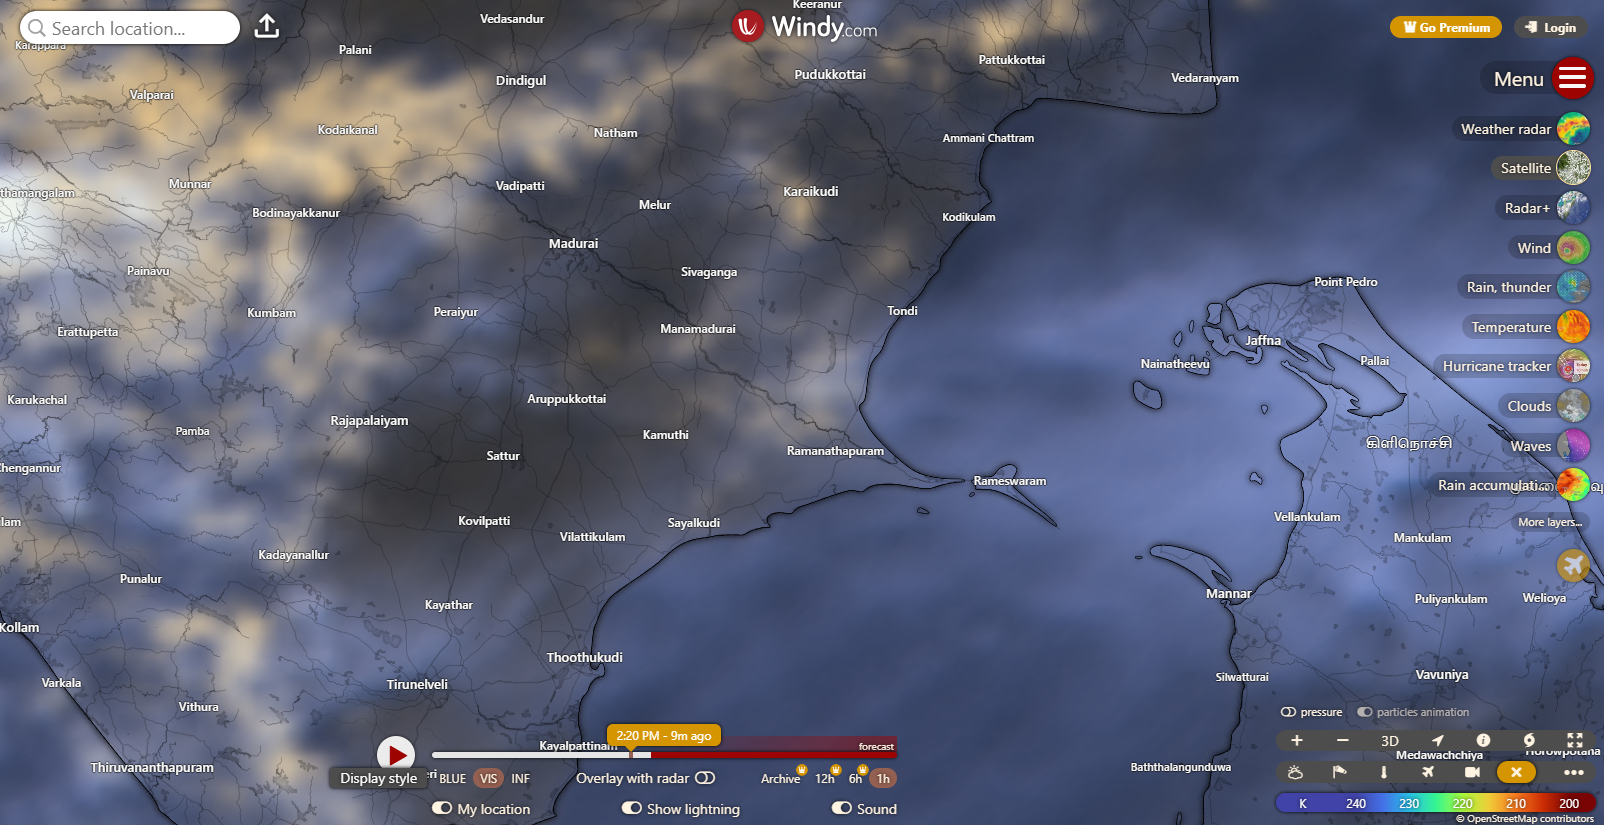 Search location...
Windy.com
Go Premium
Login
Menu
Weather radar
Satellite
Radar+
Wind
Rain, thunder
Temperature
Hurricane tracker
Clouds
Waves
Rain accumulati...
More layers...
Keeranur
Vedasandur
Karappara
Palani
Pattukkottai
Dindigul
Pudukkottai
Vedaranyam
Valparai
Kodaikanal
Natham
Ammani Chattram
Munnar
Vadipatti
Karaikudi
thamangalam
Bodinayakkanur
Melur
Kodikulam
Madurai
Painavu
Sivaganga
Point Pedro
Kumbam
Peraiyur
Tondi
Erattupetta
Manamadurai
Jaffna
Nainatheevu
Pallai
Karukachal
Aruppukkottai
Rajapalaiyam
Pamba
Kamuthi
கிளிநொச்சி
Sattur
Ramanathapuram
Chengannur
Rameswaram
Kovilpatti
Sayalkudi
Vellankulam
lam
Vilattikulam
Mankulam
Kadayanallur
Punalur
Mannar
Puliyankulam
Welioya
Kayathar
Kollam
Thoothukudi
Silwatturai
Vavuniya
Varkala
Tirunelveli
Vithura
Kayalpattinam
Thiruvananthapuram
Baththalangunduwa
Medawachchiya
Horowpotana
2:20 PM - 9m ago
forecast
Display style
eri
BLUE
VIS
INF
Overlay with radar
Archive
12h
6h
1h
My location
Show lightning
Sound
pressure
particles animation
+
−
3D
K 240 230 220 210 200
© OpenStreetMap contributors